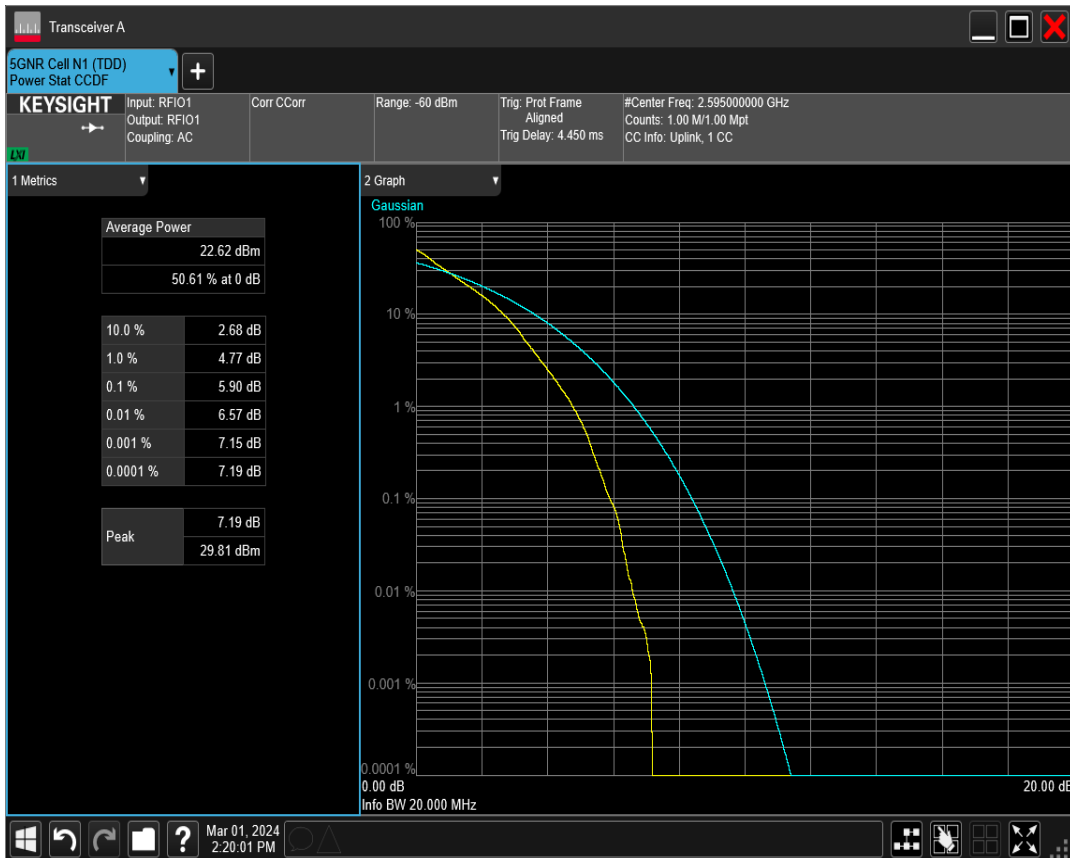 Transceiver A
5GNR Cell N1 (TDD)
Power Stat CCDF
KEYSIGHT
LXI
Input: RFIO1
Output: RFIO1
Coupling: AC
Corr CCorr
Range: -60 dBm
Trig: Prot Frame
Aligned
Trig Delay: 4.450 ms
#Center Freq: 2.595000000 GHz
Counts: 1.00 M/1.00 Mpt
CC Info: Uplink, 1 CC
1 Metrics
Average Power
22.62 dBm
50.61 % at 0 dB
10.0 % 2.68 dB
1.0 % 4.77 dB
0.1 % 5.90 dB
0.01 % 6.57 dB
0.001 % 7.15 dB
0.0001 % 7.19 dB
Peak 7.19 dB
29.81 dBm
2 Graph
Gaussian
100 %
10 %
1 %
0.1 %
0.01 %
0.001 %
0.0001 %
0.00 dB 20.00 dB
Info BW 20.000 MHz
?
Mar 01, 2024
2:20:01 PM